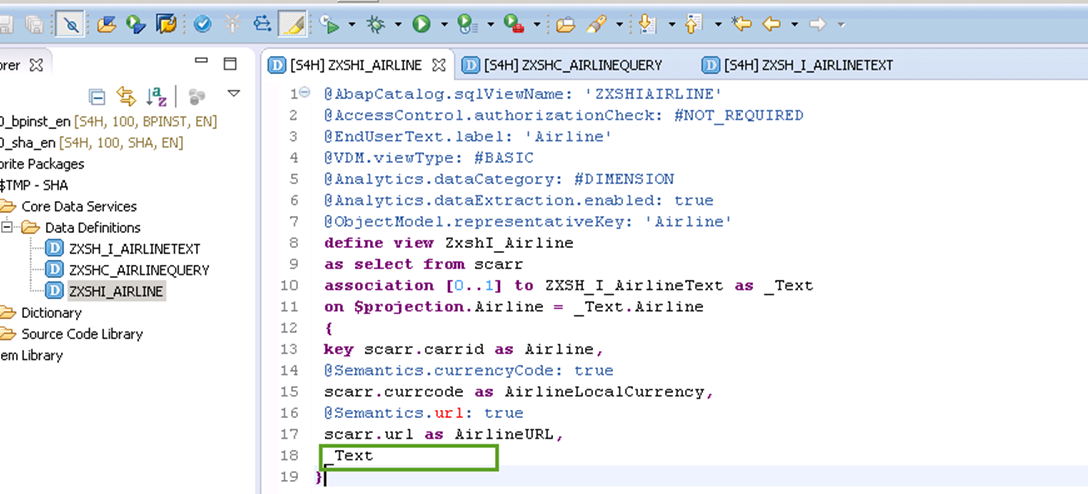 [S4H] ZXSHI_AIRLINE
[S4H] ZXSHC_AIRLINEQUERY
[S4H] ZXSH_I_AIRLINETEXT
orer
0_bpinst_en [S4H, 100, BPINST, EN]
0_sha_en [S4H, 100, SHA, EN]
orite Packages
$TMP - SHA
Core Data Services
Data Definitions
ZXSH_I_AIRLINETEXT
ZXSHC_AIRLINEQUERY
ZXSHI_AIRLINE
Dictionary
Source Code Library
em Library
1 @AbapCatalog.sqlViewName: 'ZXSHIAIRLINE'
2 @AccessControl.authorizationCheck: #NOT_REQUIRED
3 @EndUserText.label: 'Airline'
4 @VDM.viewType: #BASIC
5 @Analytics.dataCategory: #DIMENSION
6 @Analytics.dataExtraction.enabled: true
7 @ObjectModel.representativeKey: 'Airline'
8 define view ZxshI_Airline
9 as select from scarr
10 association [0..1] to ZXSH_I_AirlineText as _Text
11 on $projection.Airline = _Text.Airline
12 {
13 key scarr.carrid as Airline,
14 @Semantics.currencyCode: true
15 scarr.currcode as AirlineLocalCurrency,
16 @Semantics.url: true
17 scarr.url as AirlineURL,
18 _Text
19 }